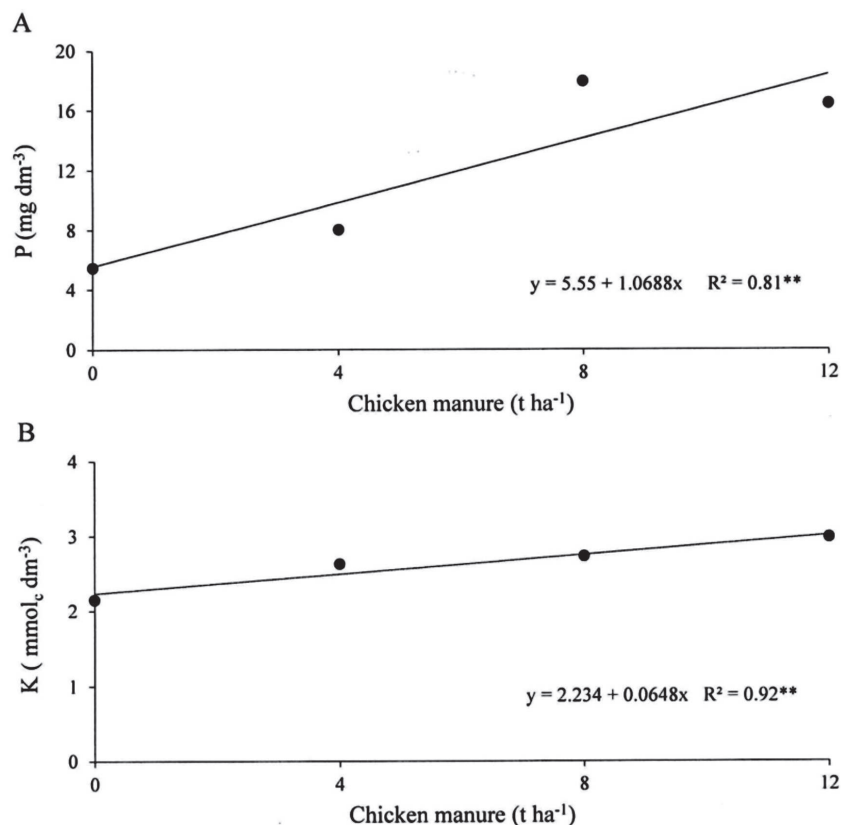 A
20
16
12
8
4
0
P (mg dm⁻³)
y = 5.55 + 1.0688x R² = 0.81**
0 4 8 12
Chicken manure (t ha⁻¹)
B
4
3
2
1
0
K ( mmol_c dm⁻³)
y = 2.234 + 0.0648x R² = 0.92**
0 4 8 12
Chicken manure (t ha⁻¹)